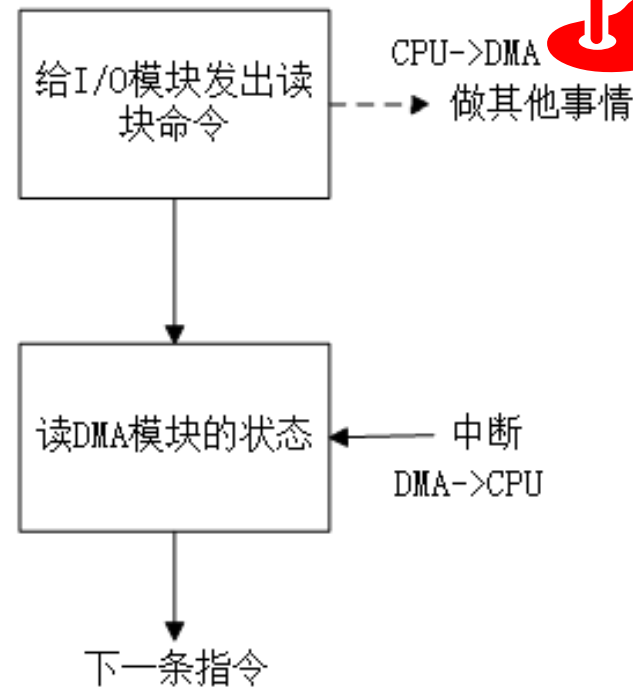 给I/O模块发出读
块命令
CPU->DMA
做其他事情
读DMA模块的状态
中断
DMA->CPU
下一条指令